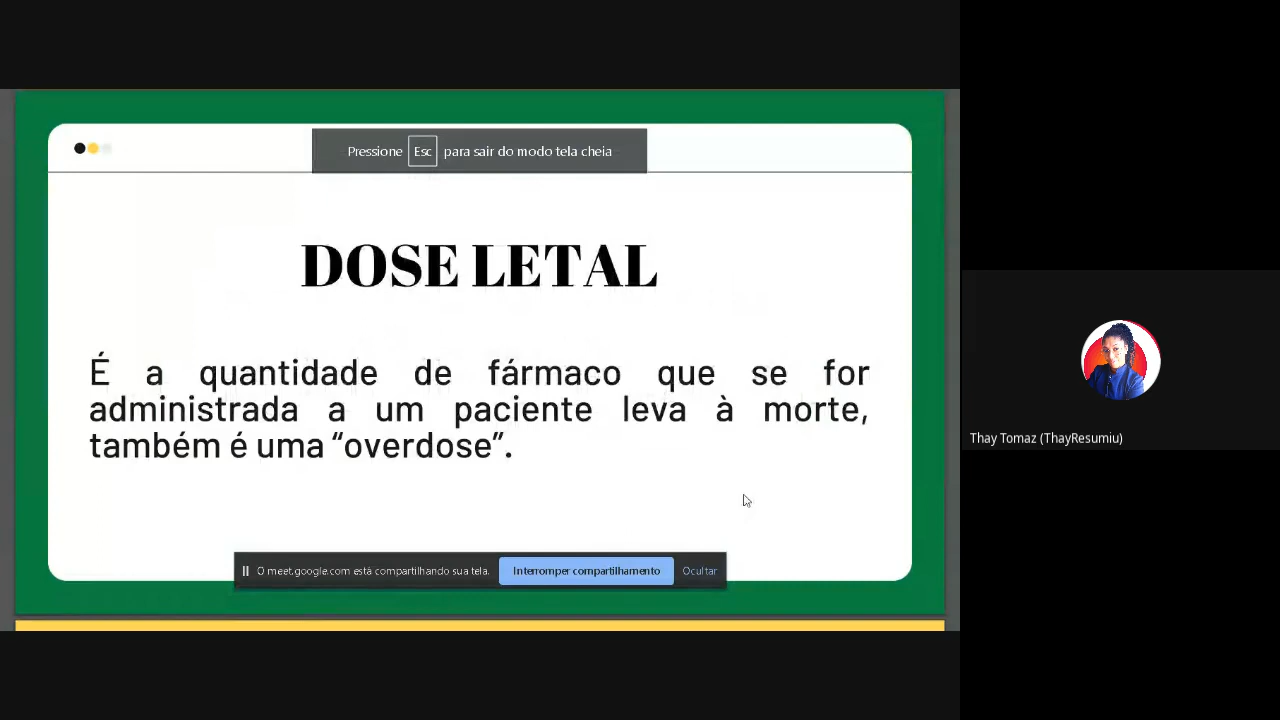 Pressione Esc para sair do modo tela cheia
DOSE LETAL
É a quantidade de fármaco que se for
administrada a um paciente leva à morte,
também é uma “overdose”.
O meet.google.com está compartilhando sua tela. Interromper compartilhamento Ocultar
Thay Tomaz (ThayResumiu)